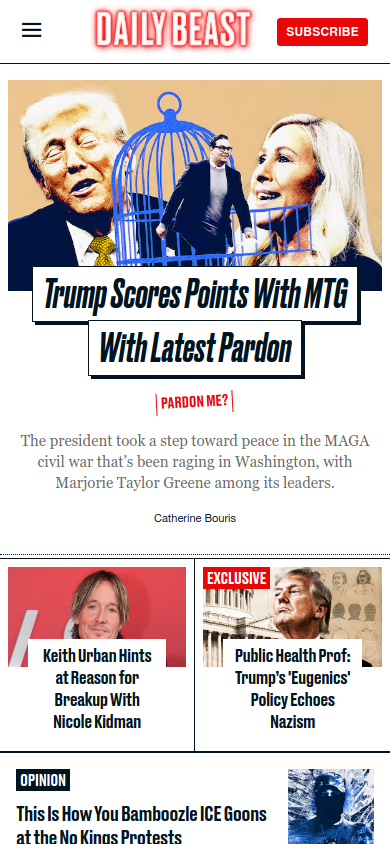 DAILY BEAST
SUBSCRIBE
Trump Scores Points With MTG
With Latest Pardon
PARDON ME?
The president took a step toward peace in the MAGA
civil war that’s been raging in Washington, with
Marjorie Taylor Greene among its leaders.
Catherine Bouris
Keith Urban Hints
at Reason for
Breakup With
Nicole Kidman
EXCLUSIVE
Public Health Prof:
Trump’s 'Eugenics'
Policy Echoes
Nazism
OPINION
This Is How You Bamboozle ICE Goons
at the No Kings Protests